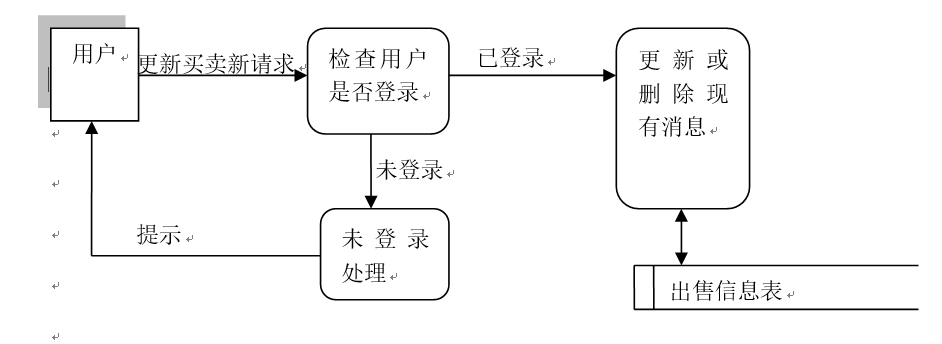 用户
更新买卖新请求
检查用户
是否登录
已登录
更新或
删除现
有消息
未登录
提示
未登录
处理
出售信息表